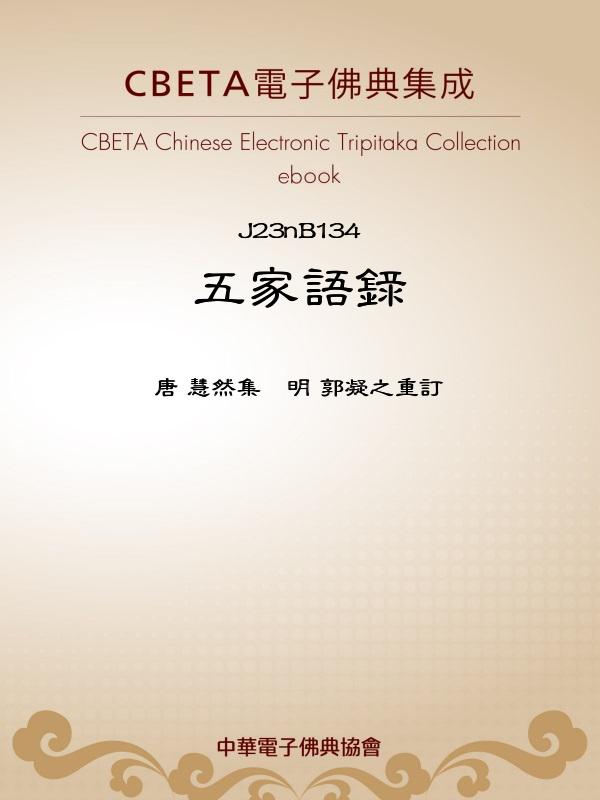 CBETA電子佛典集成
CBETA Chinese Electronic Tripitaka Collection
ebook
J23nB134
五家語錄
唐 慧然集　明 郭凝之重訂
中華電子佛典協會